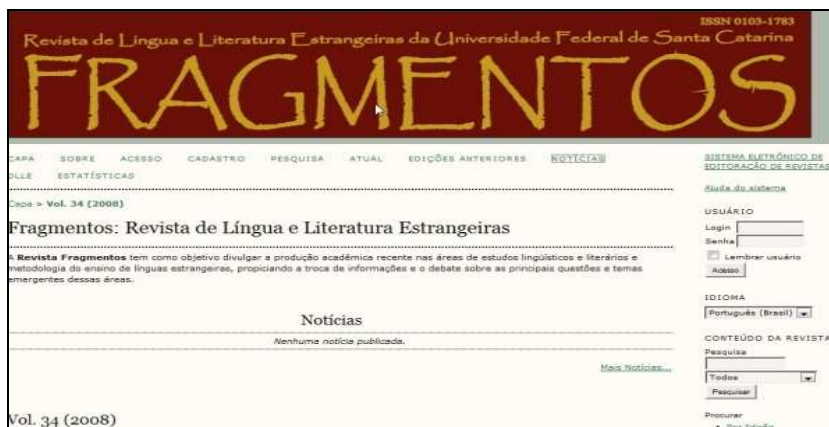 ISSN 0103-1783
Revista de Lingua e Literatura Estrangeiras da Universidade Federal de Santa Catarina
FRAGMENTOS
CAPA SOBRE ACESSO CADASTRO PESQUISA ATUAL EDIÇÕES ANTERIORES NOTÍCIAS
DLLE ESTATÍSTICAS
Capa > Vol. 34 (2008)
Fragmentos: Revista de Língua e Literatura Estrangeiras
A Revista Fragmentos tem como objetivo divulgar a produção acadêmica recente nas áreas de estudos lingüísticos e literários e
metodologia do ensino de línguas estrangeiras, propiciando a troca de informações e o debate sobre as principais questões e temas
emergentes dessas áreas.
Notícias
Nenhuma notícia publicada.
Mais Notícias...
Vol. 34 (2008)
SISTEMA ELETRÔNICO DE
EDITORAÇÃO DE REVISTAS
Ajuda do sistema
USUÁRIO
Login
Senha
Lembrar usuário
Acesso
IDIOMA
Português (Brasil)
CONTEÚDO DA REVISTA
Pesquisa
Todos
Pesquisar
Procurar
Por Edição